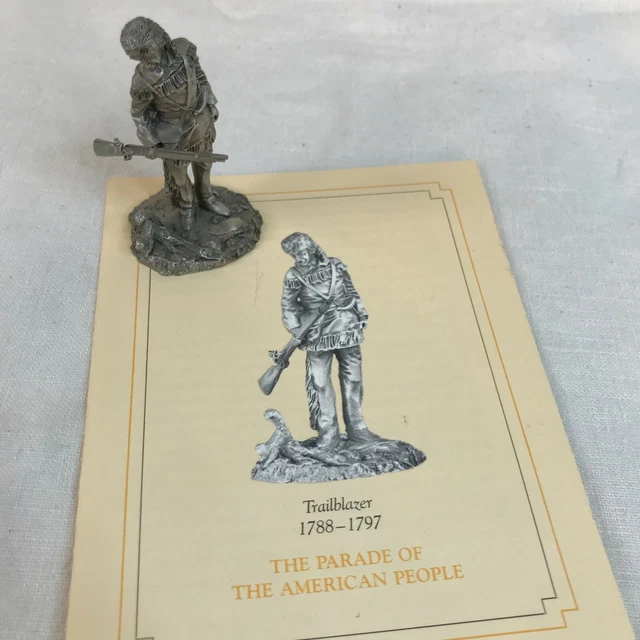 Trailblazer
1788–1797
THE PARADE OF
THE AMERICAN PEOPLE